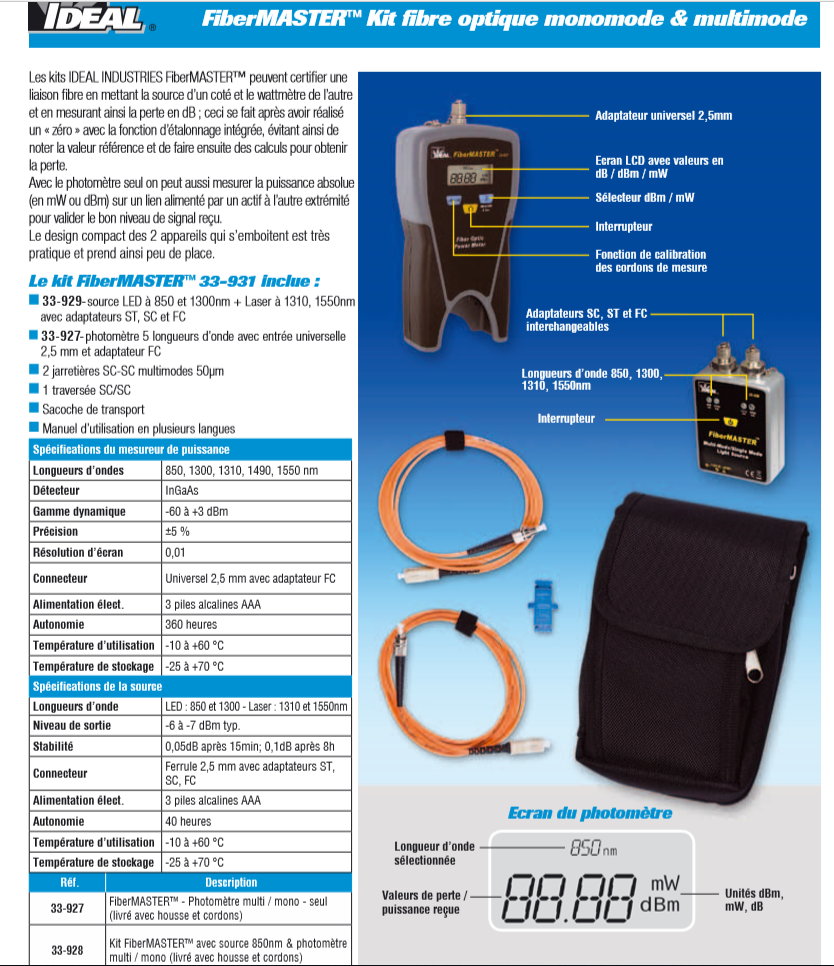 IDEAL ®
FiberMASTER™ Kit fibre optique monomode & multimode
Les kits IDEAL INDUSTRIES FiberMASTER™ peuvent certifier une
liaison fibre en mettant la source d'un coté et le wattmètre de l'autre
et en mesurant ainsi la perte en dB ; ceci se fait après avoir réalisé
un « zéro » avec la fonction d'étalonnage intégrée, évitant ainsi de
noter la valeur référence et de faire ensuite des calculs pour obtenir
la perte.
Avec le photomètre seul on peut aussi mesurer la puissance absolue
(en mW ou dBm) sur un lien alimenté par un actif à l'autre extrémité
pour valider le bon niveau de signal reçu.
Le design compact des 2 appareils qui s'emboitent est très
pratique et prend ainsi peu de place.
Le kit FiberMASTER™ 33-931 inclue :
33-929-source LED à 850 et 1300nm + Laser à 1310, 1550nm
avec adaptateurs ST, SC et FC
33-927-photomètre 5 longueurs d'onde avec entrée universelle
2,5 mm et adaptateur FC
2 jarretières SC-SC multimodes 50µm
1 traversée SC/SC
Sacoche de transport
Manuel d'utilisation en plusieurs langues
Spécifications du mesureur de puissance
Longueurs d'ondes 850, 1300, 1310, 1490, 1550 nm
Détecteur InGaAs
Gamme dynamique -60 à +3 dBm
Précision ±5 %
Résolution d'écran 0,01
Connecteur Universel 2,5 mm avec adaptateur FC
Alimentation élect. 3 piles alcalines AAA
Autonomie 360 heures
Température d'utilisation -10 à +60 °C
Température de stockage -25 à +70 °C
Spécifications de la source
Longueurs d'onde LED : 850 et 1300 - Laser : 1310 et 1550nm
Niveau de sortie -6 à -7 dBm typ.
Stabilité 0,05dB après 15min; 0,1dB après 8h
Connecteur Ferrule 2,5 mm avec adaptateurs ST,
SC, FC
Alimentation élect. 3 piles alcalines AAA
Autonomie 40 heures
Température d'utilisation -10 à +60 °C
Température de stockage -25 à +70 °C
Réf. Description
33-927 FiberMASTER™ - Photomètre multi / mono - seul
(livré avec housse et cordons)
33-928 Kit FiberMASTER™ avec source 850nm & photomètre
multi / mono (livré avec housse et cordons)
Adaptateur universel 2,5mm
Ecran LCD avec valeurs en
dB / dBm / mW
Sélecteur dBm / mW
Interrupteur
Fonction de calibration
des cordons de mesure
IDEAL FiberMASTER
88.88
Fiber Optic
Power Meter
Adaptateurs SC, ST et FC
interchangeables
Longueurs d'onde 850, 1300,
1310, 1550nm
Interrupteur
IDEAL
FiberMASTER™
Multi-Mode/Single Mode
Light Source
CE
Ecran du photomètre
Longueur d'onde
sélectionnée
850 nm
Valeurs de perte /
puissance reçue
88.88 mW
dBm
Unités dBm,
mW, dB